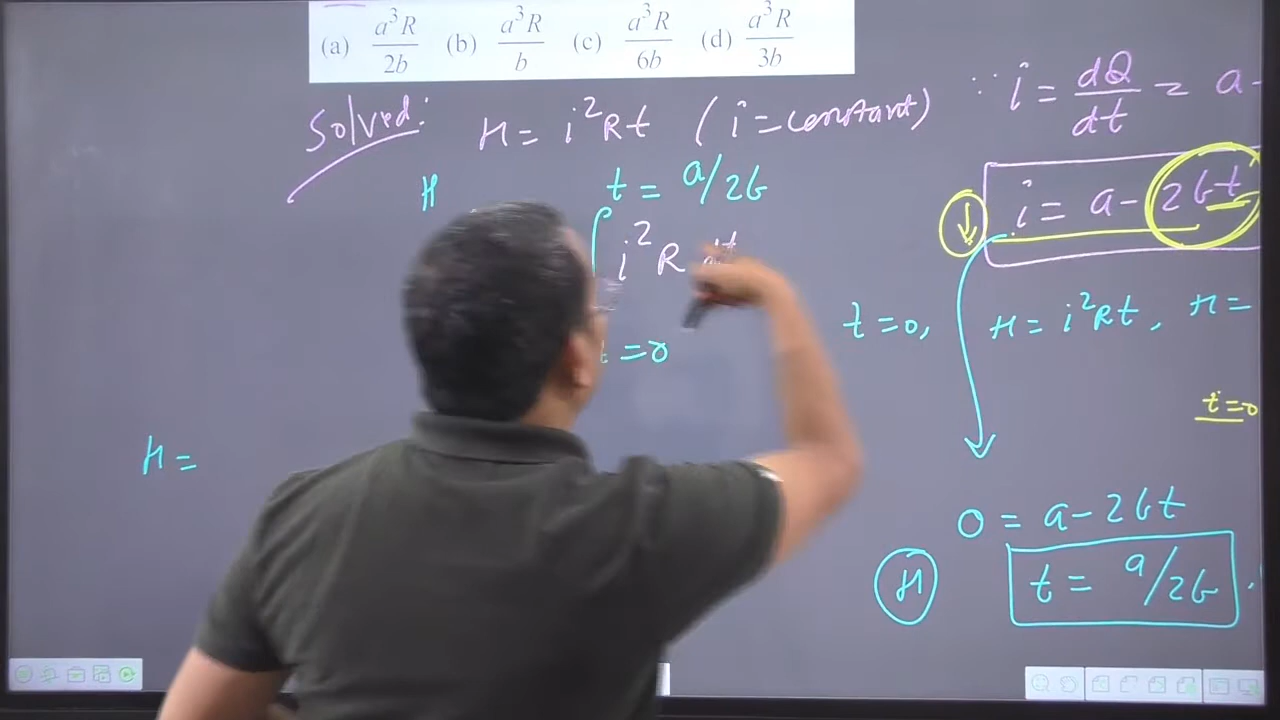 (a) a³R/2b (b) a³R/b (c) a³R/6b (d) a³R/3b
Solved: H = i²Rt (i = constant) ∵ i = dQ/dt = a-
H t = a/2b
i = a - 2bt
∫ i²R dt
t = 0
t = 0, H = i²Rt, H =
t = 0
H =
0 = a - 2bt
H t = a/2b